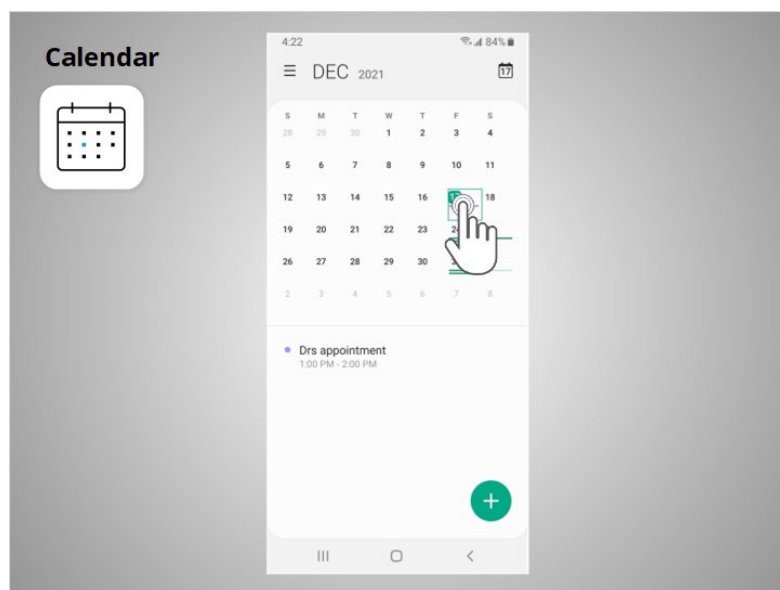 Calendar
4:22 84%
DEC 2021
17
S M T W T F S
28 29 30 1 2 3 4
5 6 7 8 9 10 11
12 13 14 15 16 18
19 20 21 22 23
26 27 28 29 30
2 3 4 5 6 7 8
Drs appointment
1:00 PM - 2:00 PM